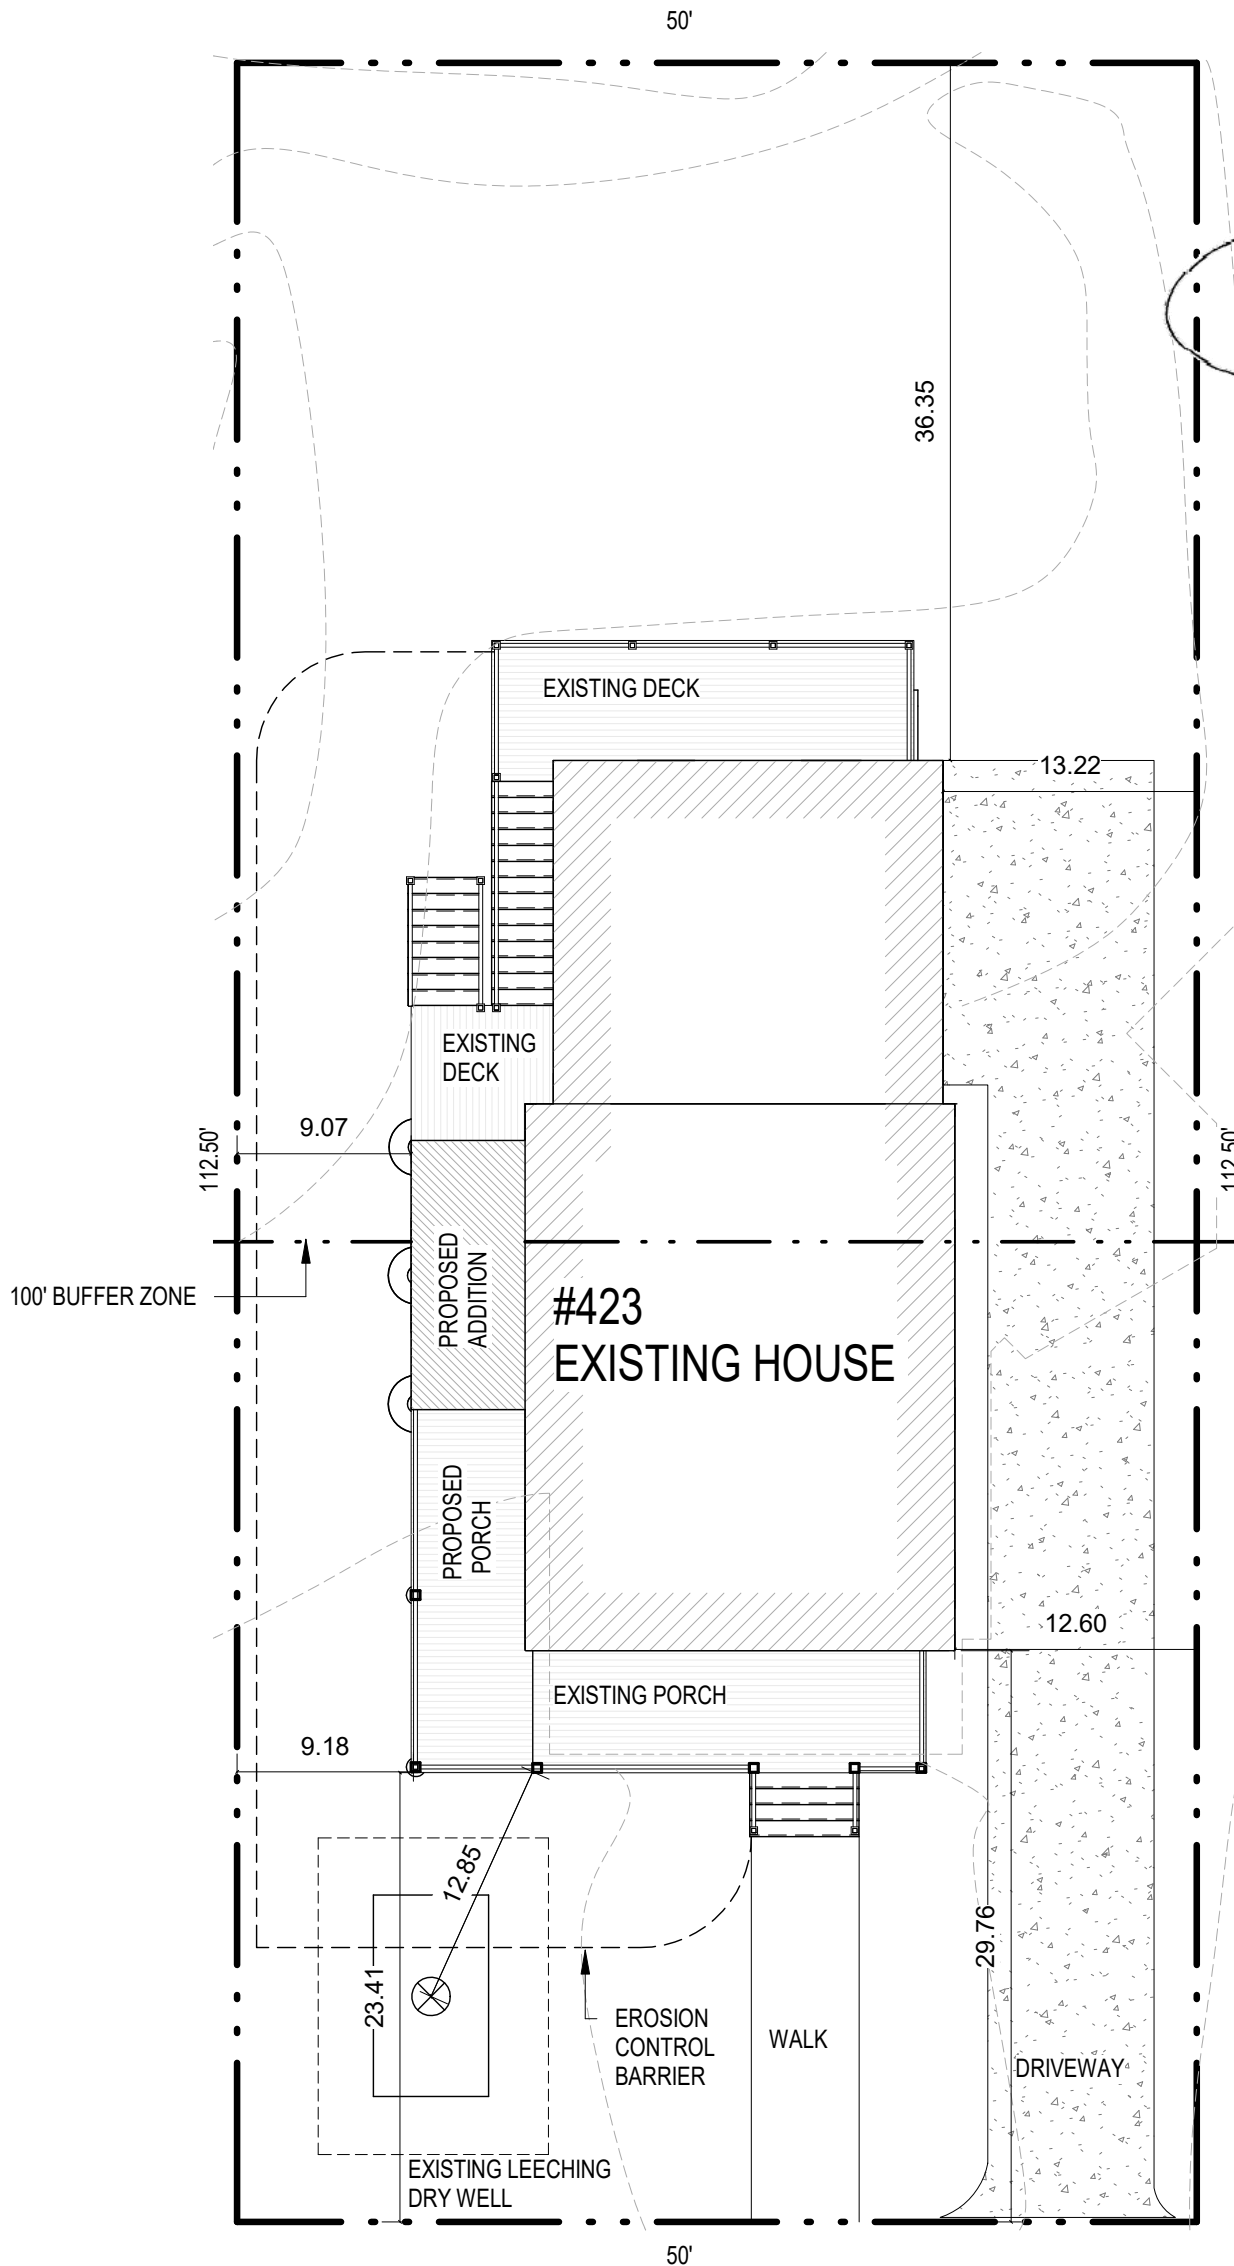 50'
36.35
EXISTING DECK
13.22
EXISTING
DECK
9.07
112.50'
112.50'
PROPOSED
ADDITION
100' BUFFER ZONE
#423
EXISTING HOUSE
PROPOSED
PORCH
12.60
EXISTING PORCH
9.18
12.85
29.76
23.41
EROSION
CONTROL
BARRIER
WALK
DRIVEWAY
EXISTING LEECHING
DRY WELL
50'